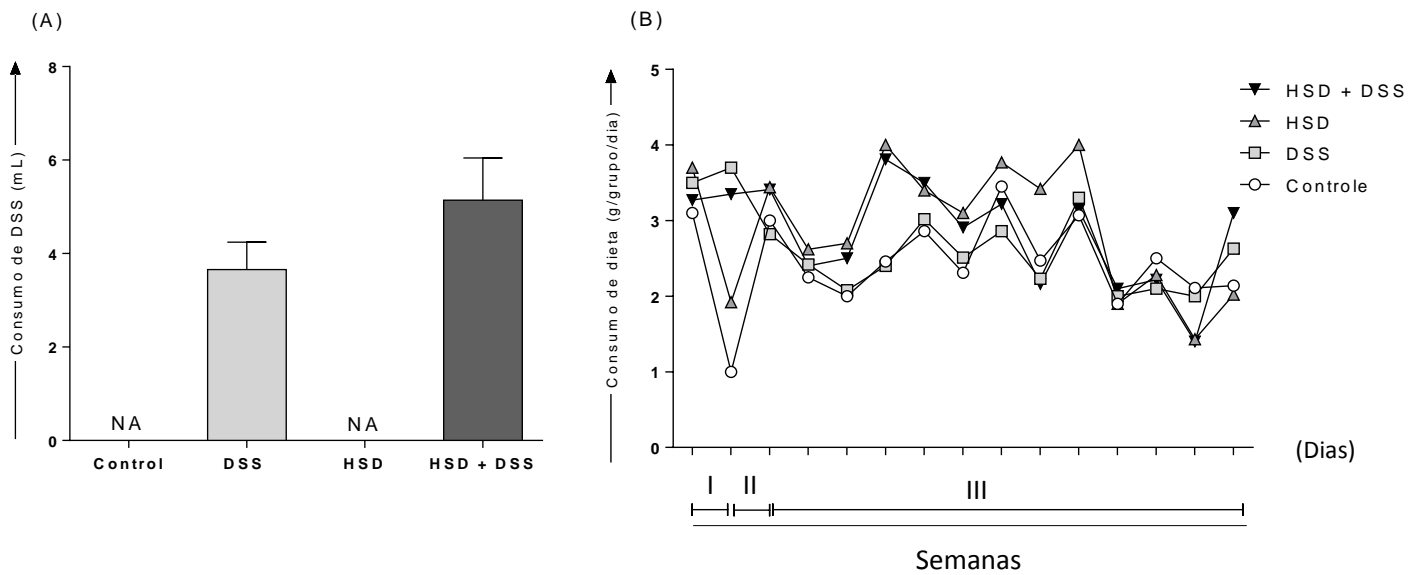 (A)
Consumo de DSS (mL)
8
6
4
2
0
NA
NA
Control
DSS
HSD
HSD + DSS
(B)
Consumo de dieta (g/grupo/dia)
5
4
3
2
1
0
HSD + DSS
HSD
DSS
Controle
(Dias)
I
II
III
Semanas